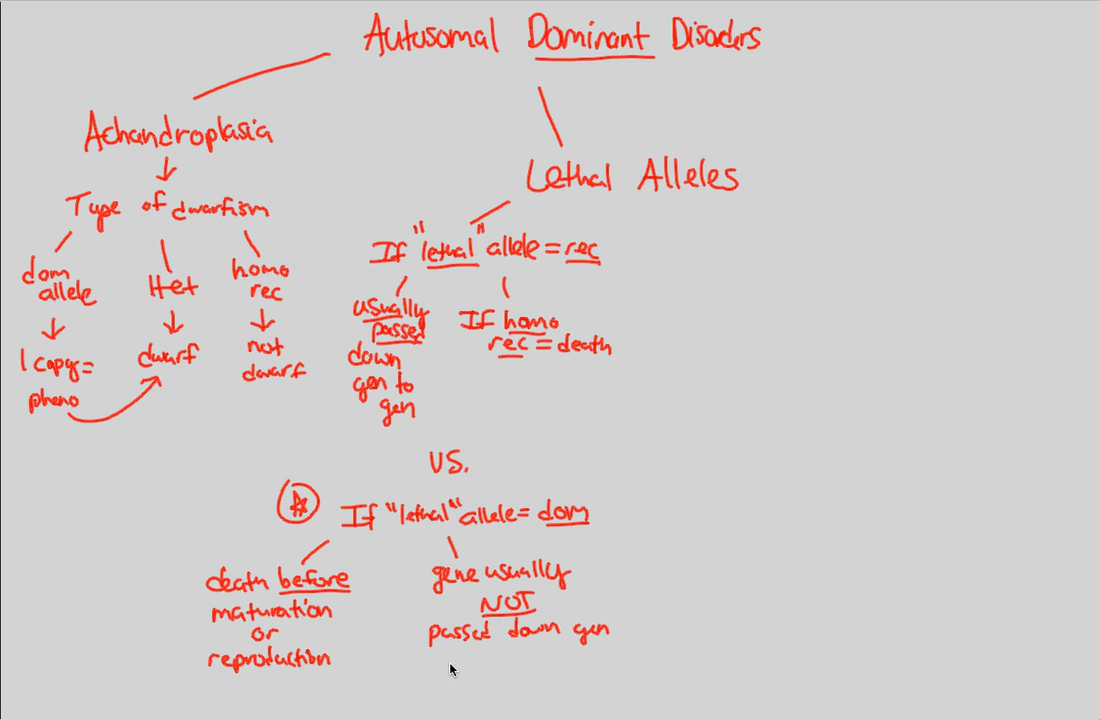 Autosomal Dominant Disoders
Achandroplasia
Type of dwarfism
dom
allele
1 copy=
pheno
Het
dwarf
homo
rec
not
dwarf
Lethal Alleles
If "lethal" allele = rec
usually
passed
down
gen to
gen
If homo
rec = death
vs.
If "lethal" allele = dom
death before
maturation
or
reproduction
gene usually
NOT
passed down gen